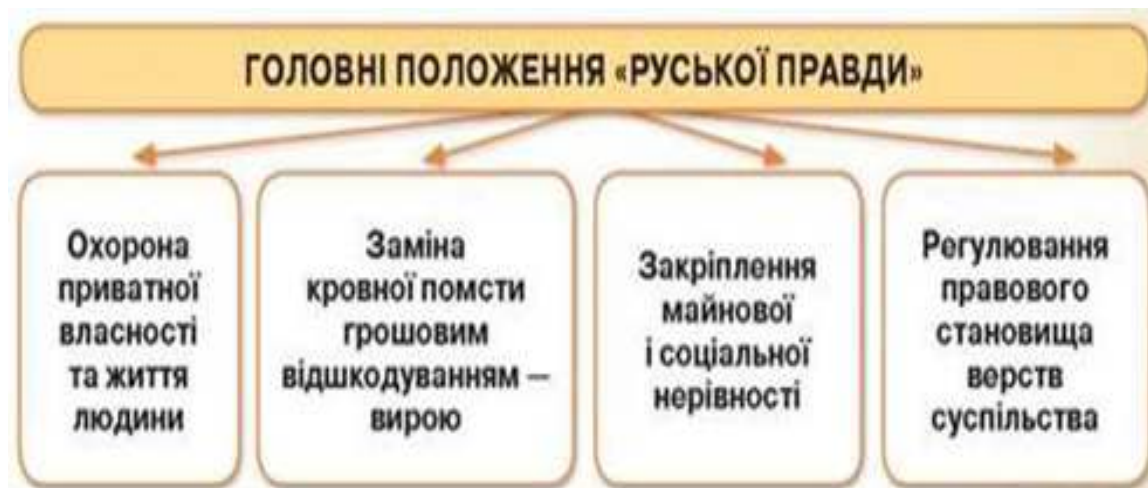 ГОЛОВНІ ПОЛОЖЕННЯ «РУСЬКОЇ ПРАВДИ»
Охорона
приватної
власності
та життя
людини
Заміна
кровної помсти
грошовим
відшкодуванням —
вирою
Закріплення
майнової
і соціальної
нерівності
Регулювання
правового
становища
верств
суспільства